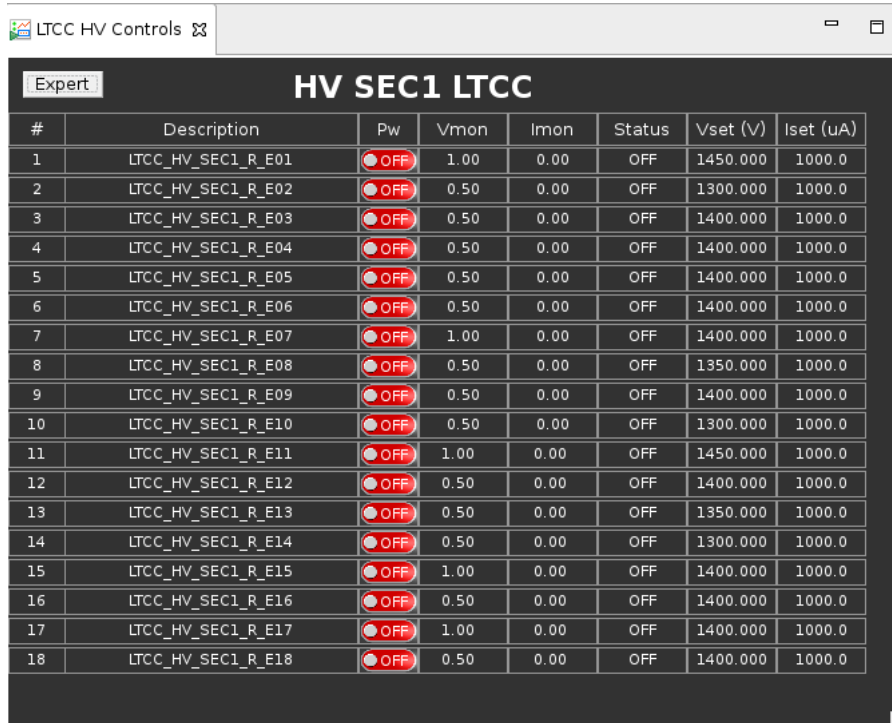 LTCC HV Controls
Expert HV SEC1 LTCC
# Description Pw Vmon Imon Status Vset (V) Iset (uA)
1 LTCC_HV_SEC1_R_E01 OFF 1.00 0.00 OFF 1450.000 1000.0
2 LTCC_HV_SEC1_R_E02 OFF 0.50 0.00 OFF 1300.000 1000.0
3 LTCC_HV_SEC1_R_E03 OFF 0.50 0.00 OFF 1400.000 1000.0
4 LTCC_HV_SEC1_R_E04 OFF 0.50 0.00 OFF 1400.000 1000.0
5 LTCC_HV_SEC1_R_E05 OFF 0.50 0.00 OFF 1400.000 1000.0
6 LTCC_HV_SEC1_R_E06 OFF 0.50 0.00 OFF 1400.000 1000.0
7 LTCC_HV_SEC1_R_E07 OFF 1.00 0.00 OFF 1400.000 1000.0
8 LTCC_HV_SEC1_R_E08 OFF 0.50 0.00 OFF 1350.000 1000.0
9 LTCC_HV_SEC1_R_E09 OFF 0.50 0.00 OFF 1400.000 1000.0
10 LTCC_HV_SEC1_R_E10 OFF 0.50 0.00 OFF 1300.000 1000.0
11 LTCC_HV_SEC1_R_E11 OFF 1.00 0.00 OFF 1450.000 1000.0
12 LTCC_HV_SEC1_R_E12 OFF 0.50 0.00 OFF 1400.000 1000.0
13 LTCC_HV_SEC1_R_E13 OFF 0.50 0.00 OFF 1350.000 1000.0
14 LTCC_HV_SEC1_R_E14 OFF 0.50 0.00 OFF 1300.000 1000.0
15 LTCC_HV_SEC1_R_E15 OFF 1.00 0.00 OFF 1400.000 1000.0
16 LTCC_HV_SEC1_R_E16 OFF 0.50 0.00 OFF 1400.000 1000.0
17 LTCC_HV_SEC1_R_E17 OFF 1.00 0.00 OFF 1400.000 1000.0
18 LTCC_HV_SEC1_R_E18 OFF 0.50 0.00 OFF 1400.000 1000.0